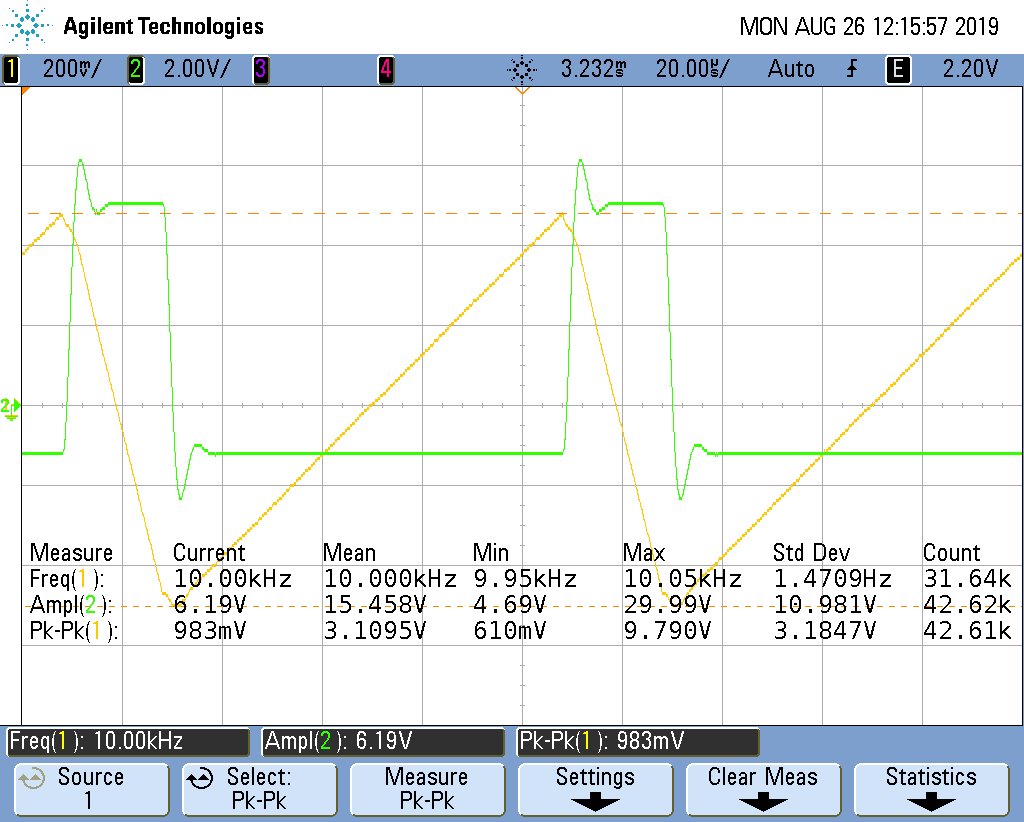 Agilent Technologies MON AUG 26 12:15:57 2019
1 200mV/ 2 2.00V/ 3 4 3.232ms 20.00us/ Auto E 2.20V
2
Measure Current Mean Min Max Std Dev Count
Freq(1): 10.00kHz 10.000kHz 9.95kHz 10.05kHz 1.4709Hz 31.64k
Ampl(2): 6.19V 15.458V 4.69V 29.99V 10.981V 42.62k
Pk-Pk(1): 983mV 3.1095V 610mV 9.790V 3.1847V 42.61k
Freq(1): 10.00kHz Ampl(2): 6.19V Pk-Pk(1): 983mV
Source Select: Measure Settings Clear Meas Statistics
1 Pk-Pk Pk-Pk